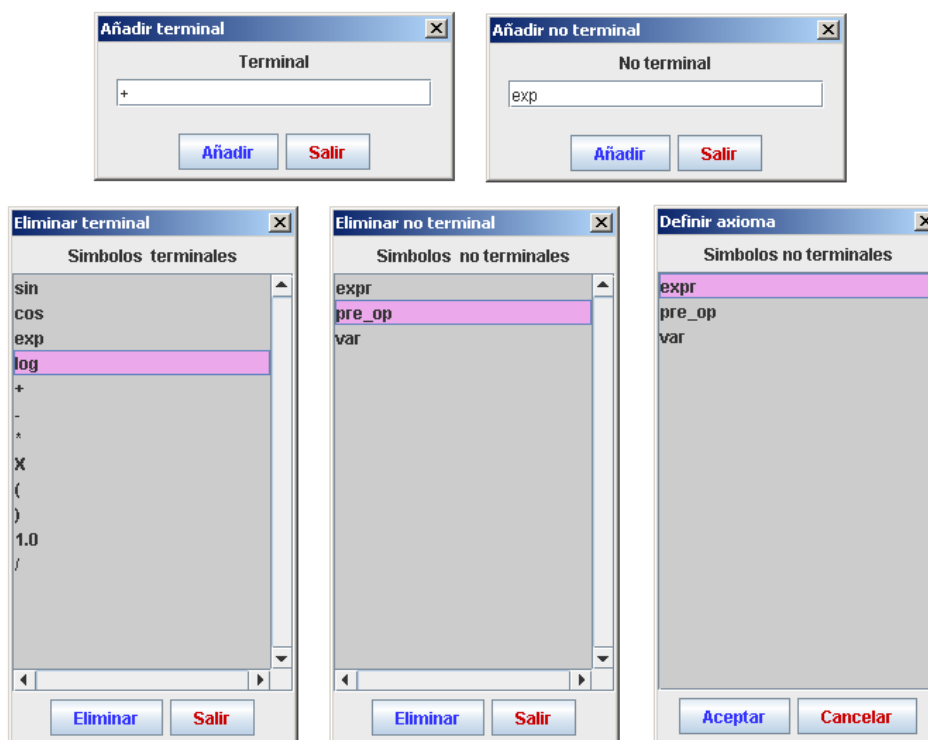 Añadir terminal
Terminal
+
Añadir
Salir
Añadir no terminal
No terminal
exp
Añadir
Salir
Eliminar terminal
Simbolos terminales
sin
cos
exp
log
+
-
*
X
(
)
1.0
/
Eliminar
Salir
Eliminar no terminal
Simbolos no terminales
expr
pre_op
var
Eliminar
Salir
Definir axioma
Simbolos no terminales
expr
pre_op
var
Aceptar
Cancelar